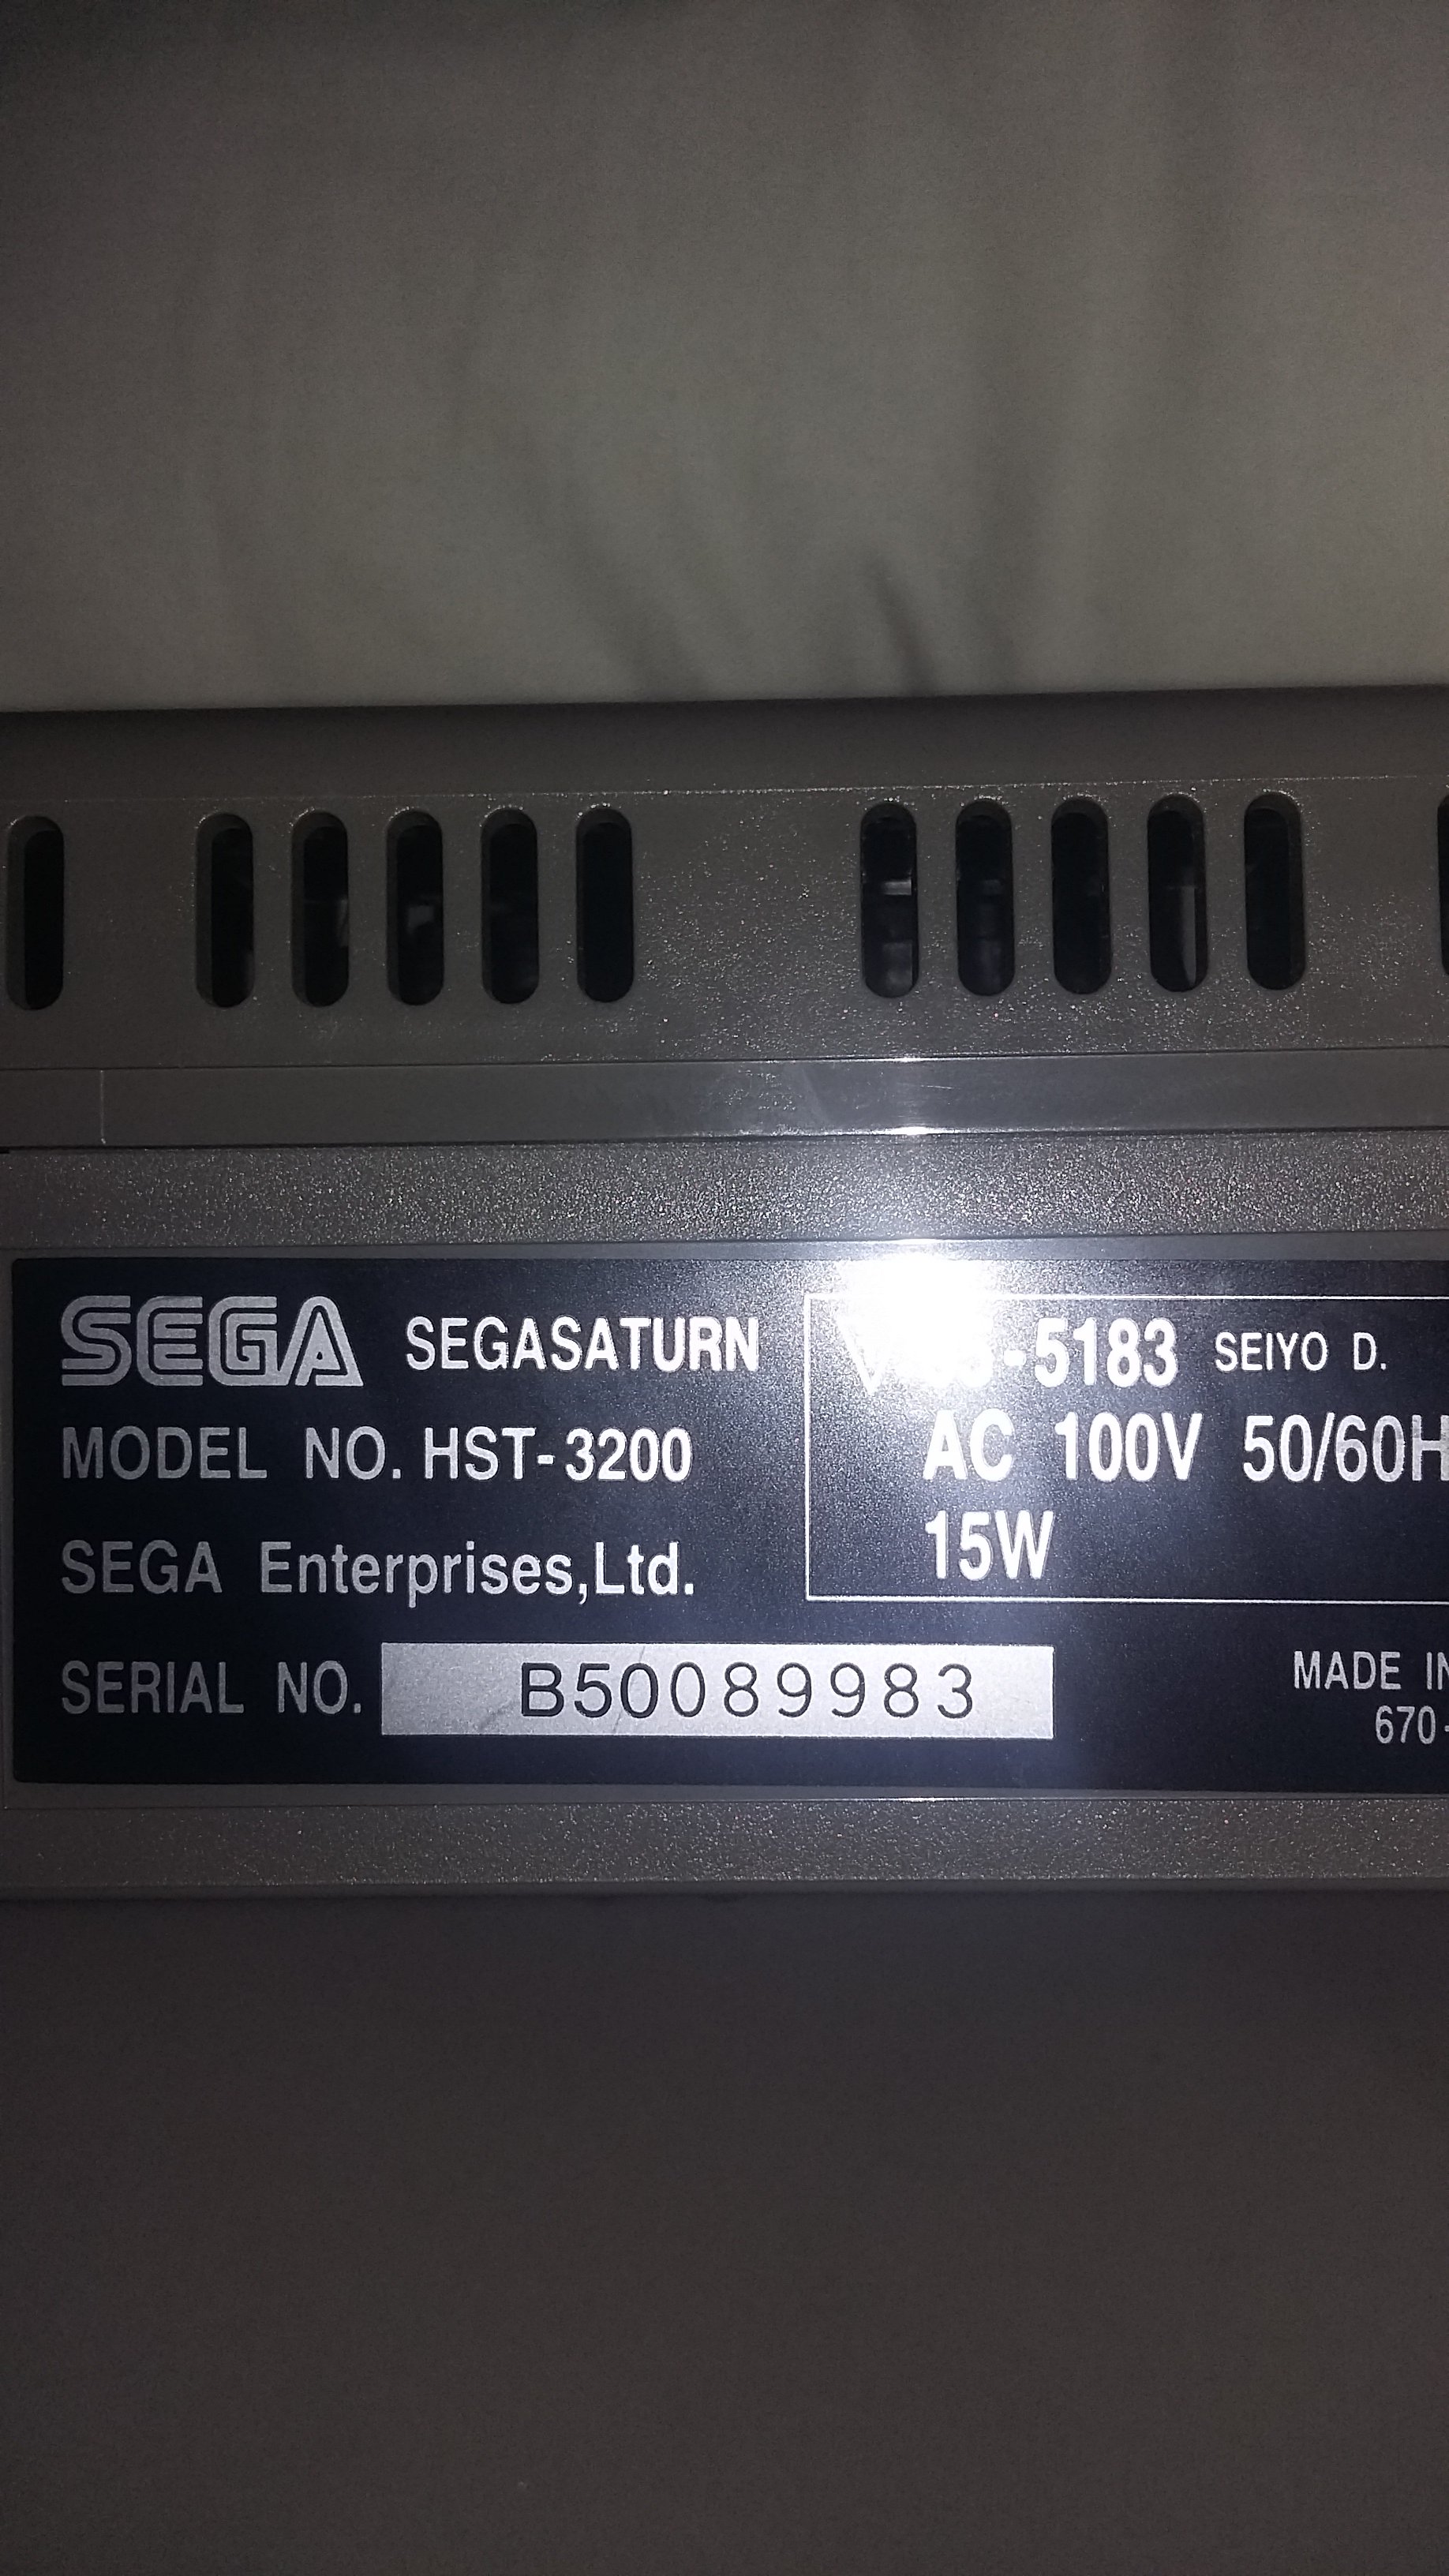 SEGA SEGASATURN
MODEL NO. HST-3200
SEGA Enterprises,Ltd.
SERIAL NO. B50089983
-5183 SEIYO D.
AC 100V 50/60H
15W
MADE IN
670-